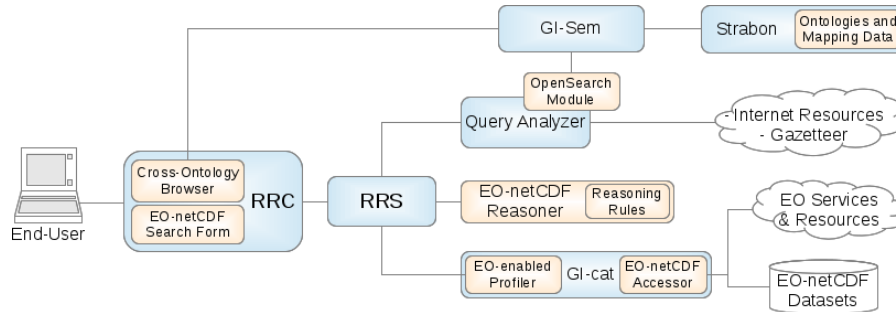 GI-Sem
Strabon
Ontologies and
Mapping Data
OpenSearch
Module
Query Analyzer
- Internet Resources
- Gazetteer
Cross-Ontology
Browser
EO-netCDF
Search Form
RRC
End-User
RRS
EO-netCDF
Reasoner
Reasoning
Rules
EO Services
& Resources
EO-enabled
Profiler
GI-cat
EO-netCDF
Accessor
EO-netCDF
Datasets